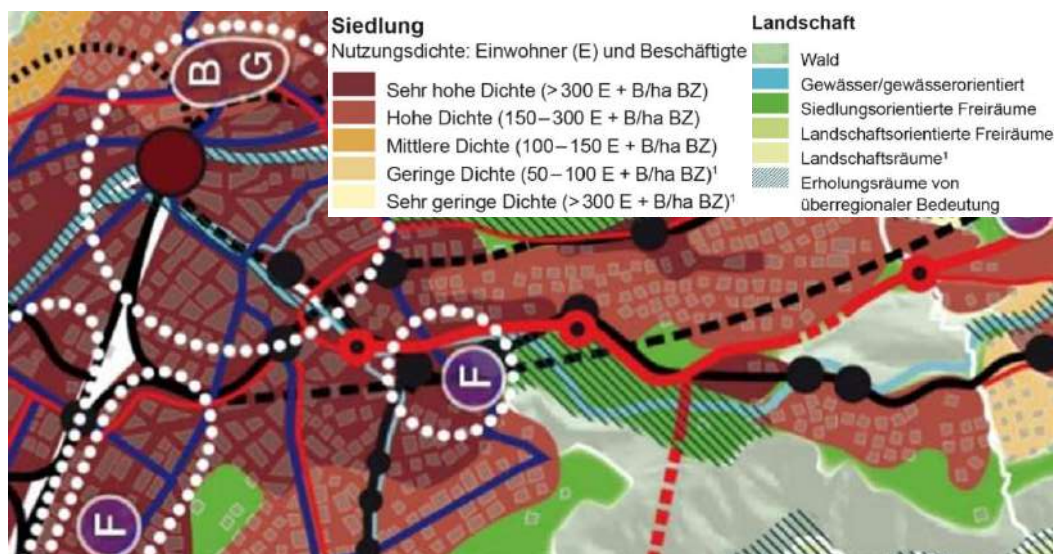 Siedlung
Nutzungsdichte: Einwohner (E) und Beschäftigte
Sehr hohe Dichte (> 300 E + B/ha BZ)
Hohe Dichte (150–300 E + B/ha BZ)
Mittlere Dichte (100–150 E + B/ha BZ)
Geringe Dichte (50–100 E + B/ha BZ)¹
Sehr geringe Dichte (> 300 E + B/ha BZ)¹
Landschaft
Wald
Gewässer/gewässerorientiert
Siedlungsorientierte Freiräume
Landschaftsorientierte Freiräume
Landschaftsräume¹
Erholungsräume von
überregionaler Bedeutung
B
G
F
F